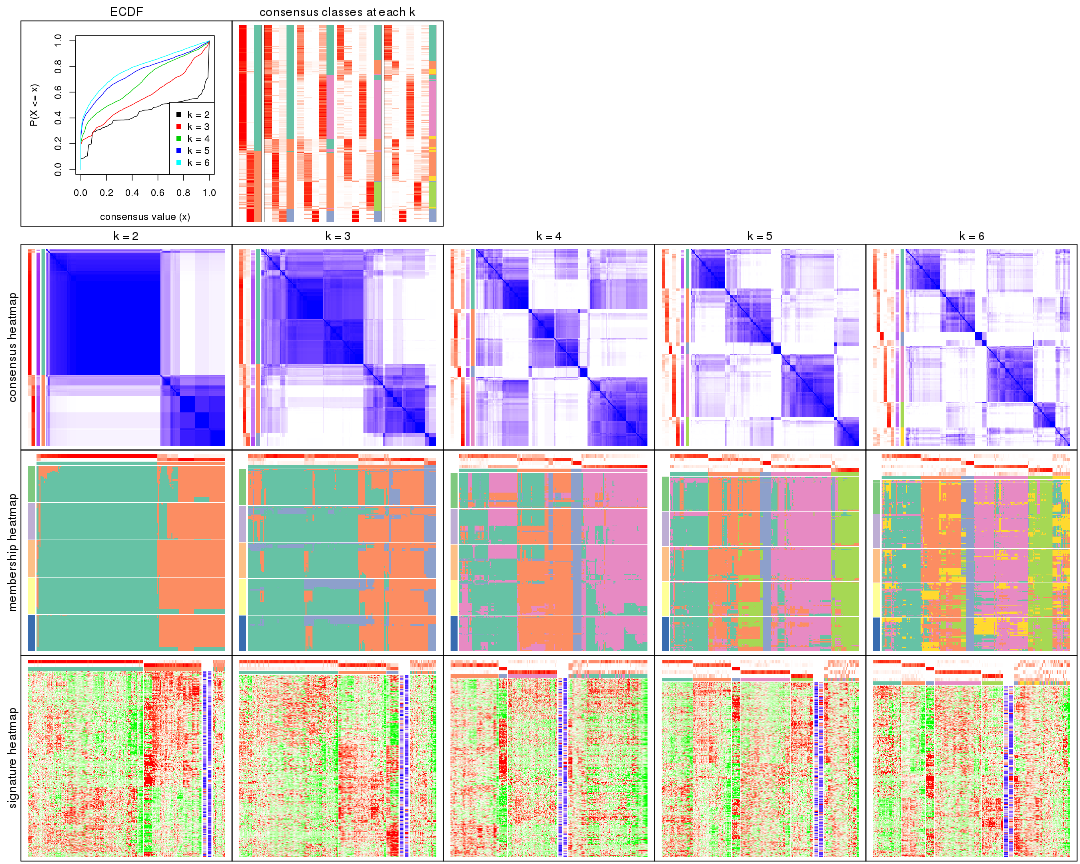 ECDF
consensus classes at each k
P(X <= x)
0.0 0.2 0.4 0.6 0.8 1.0
k = 2
k = 3
k = 4
k = 5
k = 6
0.0 0.2 0.4 0.6 0.8 1.0
consensus value (x)
k = 2 k = 3 k = 4 k = 5 k = 6
consensus heatmap
membership heatmap
signature heatmap